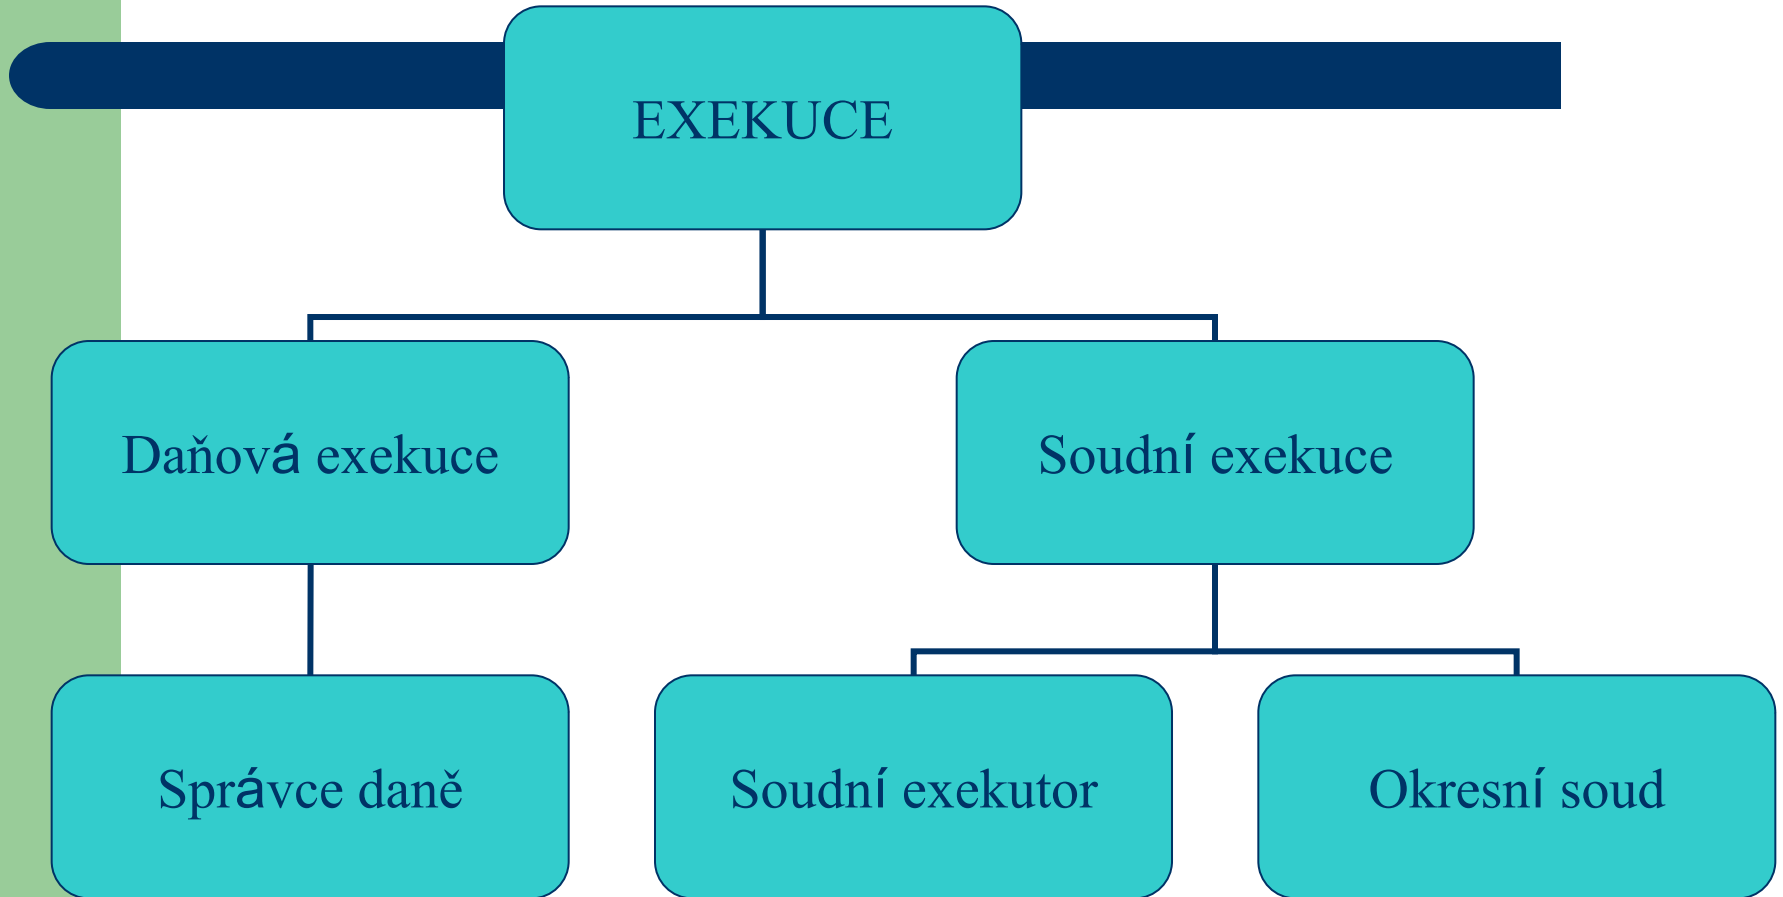 EXEKUCE
Daňová exekuce
Soudní exekuce
Správce daně
Soudní exekutor
Okresní soud